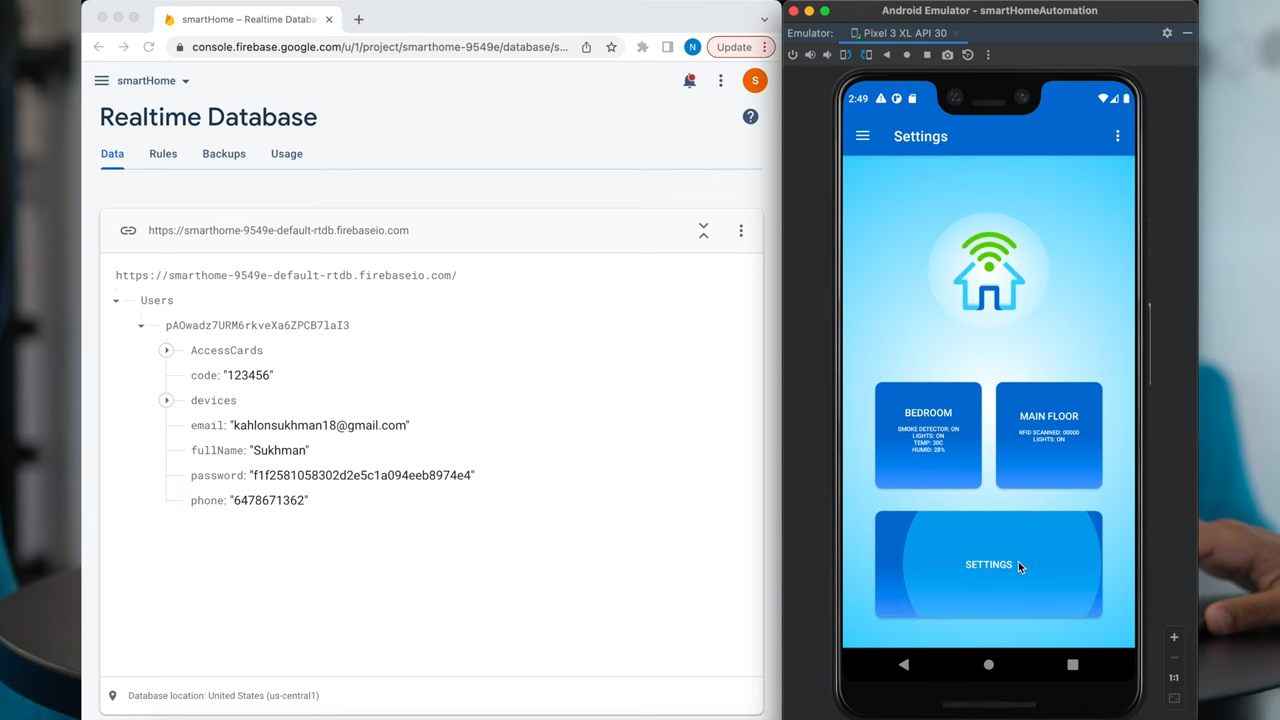 smartHome – Realtime Databa
console.firebase.google.com/u/1/project/smarthome-9549e/database/s...
N
Update
smartHome
S
Realtime Database
Data
Rules
Backups
Usage
https://smarthome-9549e-default-rtdb.firebaseio.com
https://smarthome-9549e-default-rtdb.firebaseio.com/
Users
pAOwadz7URM6rkveXa6ZPCB7laI3
AccessCards
code: "123456"
devices
email: "kahlonsukhman18@gmail.com"
fullName: "Sukhman"
password: "f1f2581058302d2e5c1a094eeb8974e4"
phone: "6478671362"
Database location: United States (us-central1)
Android Emulator - smartHomeAutomation
Emulator:
Pixel 3 XL API 30
2:49
Settings
BEDROOM
SMOKE DETECTOR: ON
LIGHTS: ON
TEMP: 30C
HUMID: 28%
MAIN FLOOR
RFID SCANNED: 00000
LIGHTS: ON
SETTINGS
1:1